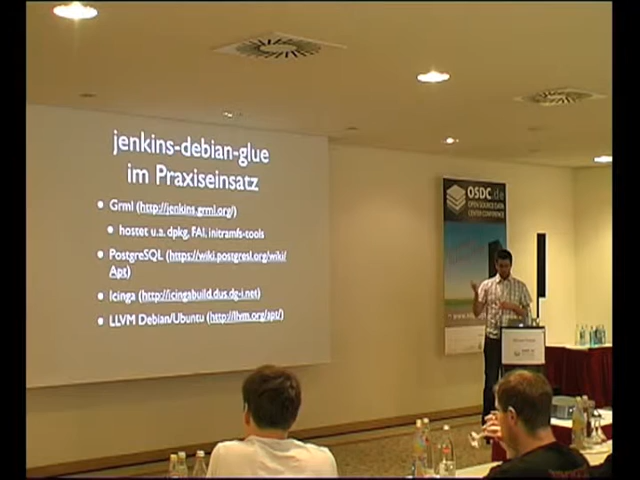 jenkins-debian-glue
im Praxiseinsatz
• Grml (http://jenkins.grml.org/)
• hostet u.a. dpkg, FAI, initramfs-tools
• PostgreSQL (https://wiki.postgresl.org/wiki/
Apt)
• Icinga (http://icingabuild.dus.dg-i.net)
• LLVM Debian/Ubuntu (http://llvm.org/apt/)
OSDC.de
OPEN SOURCE DATA
CENTER CONFERENCE